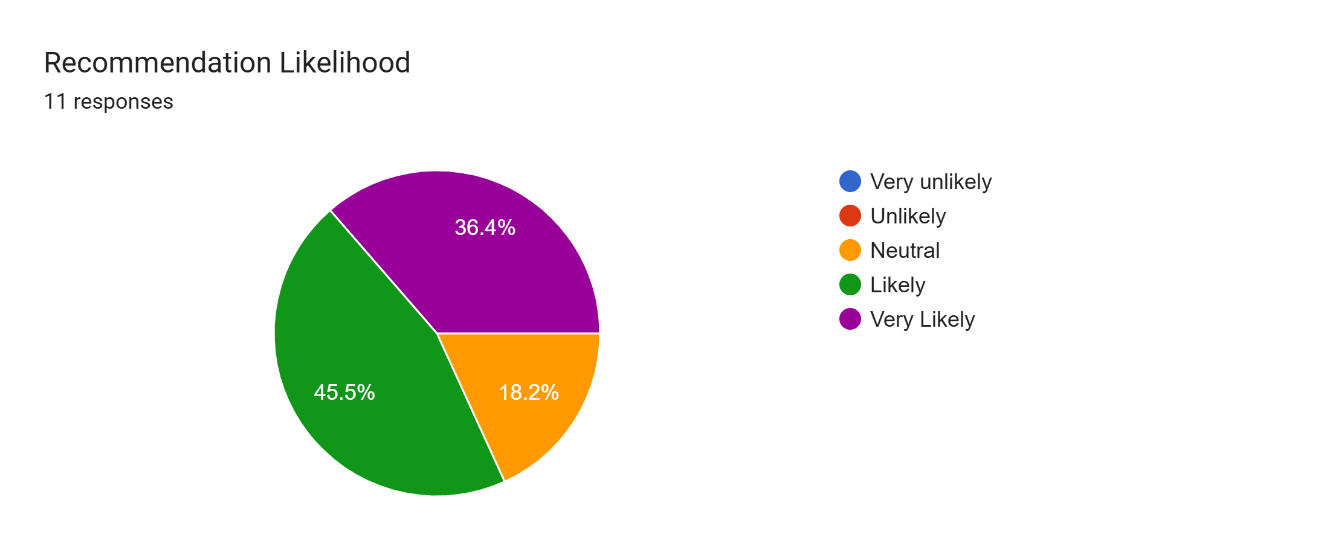 Recommendation Likelihood
11 responses
36.4%
45.5%
18.2%
Very unlikely
Unlikely
Neutral
Likely
Very Likely